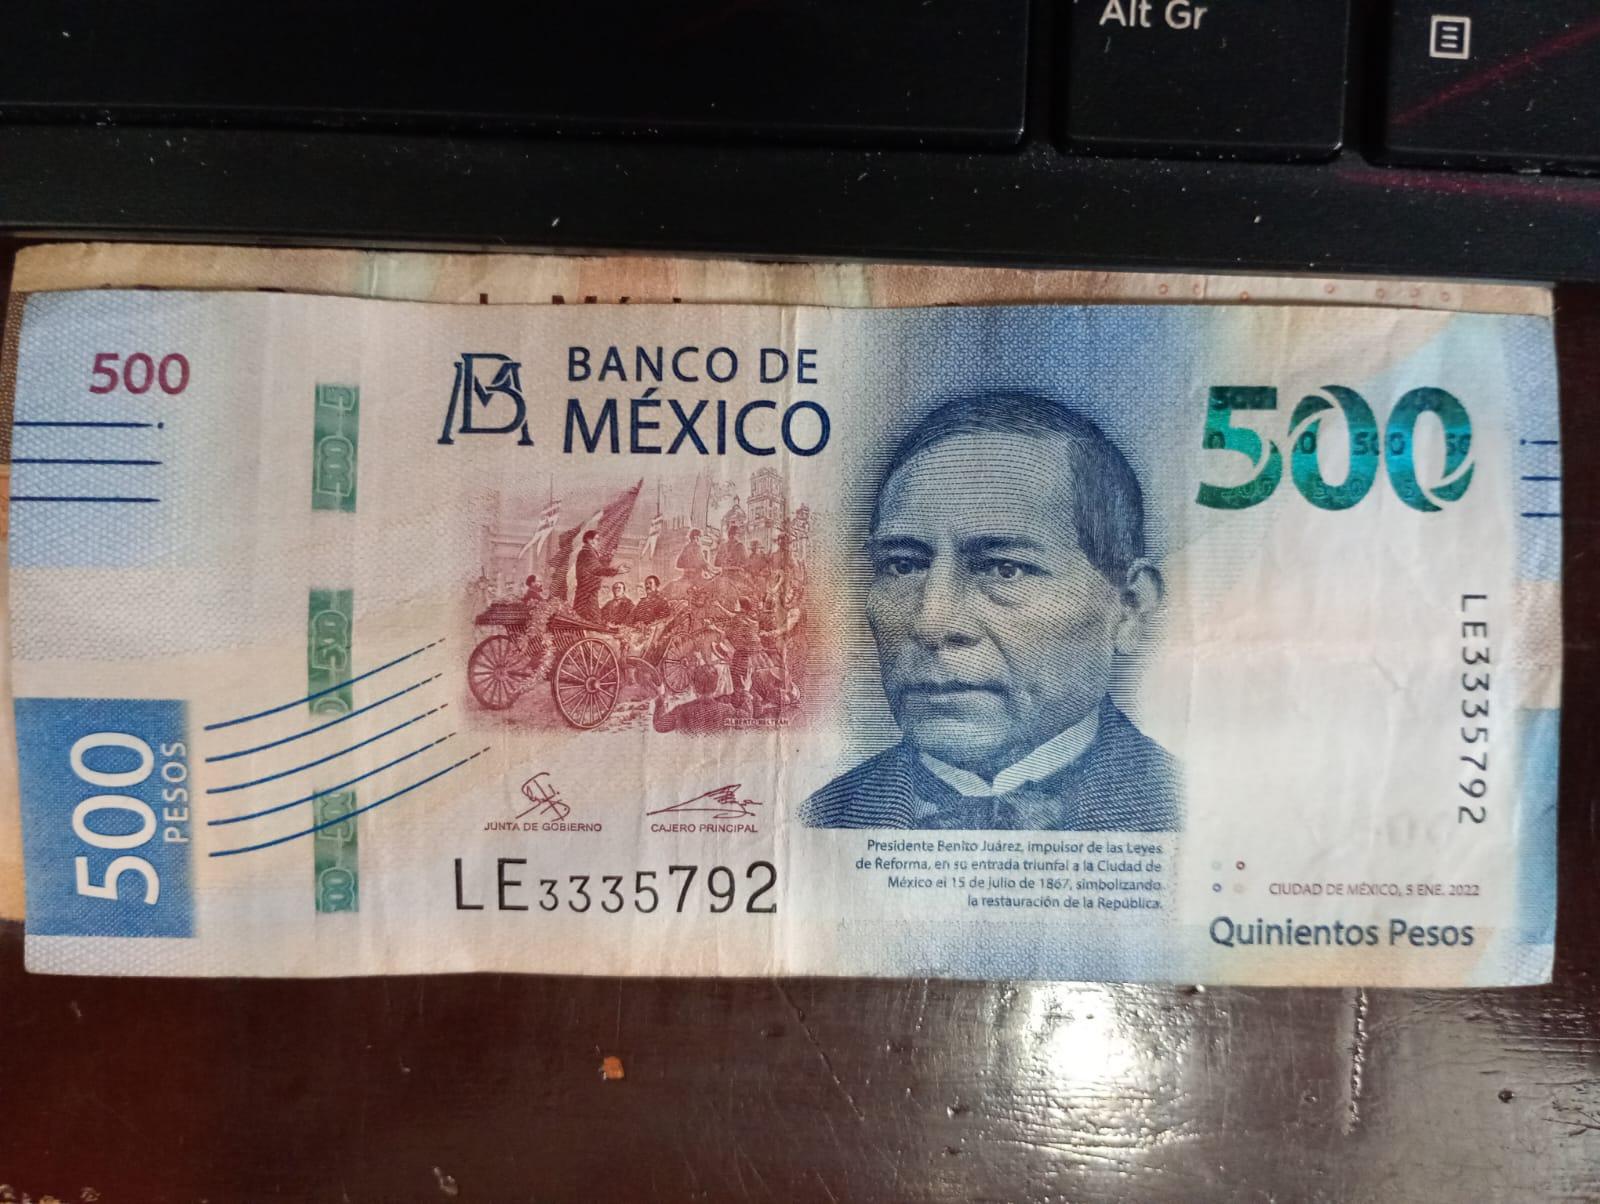 Alt Gr
500
BANCO DE
MÉXICO
500
500
PESOS
ALBERTO BELTRÁN
JUNTA DE GOBIERNO
CAJERO PRINCIPAL
LE3335792
LE3335792
Presidente Benito Juárez, impulsor de las Leyes
de Reforma, en su entrada triunfal a la Ciudad de
México el 15 de julio de 1867, simbolizando
la restauración de la República.
CIUDAD DE MÉXICO, 5 ENE. 2022
Quinientos Pesos